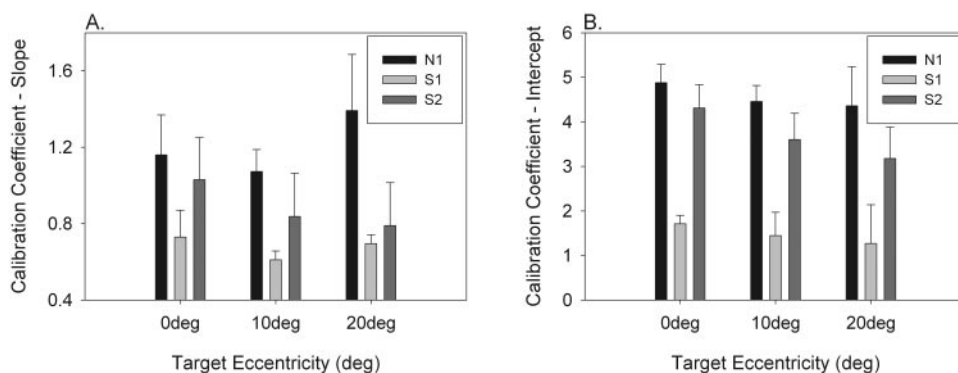 A.
Calibration Coefficient - Slope
1.6
1.2
0.8
0.4
N1
S1
S2
0deg
10deg
20deg
Target Eccentricity (deg)
B.
Calibration Coefficient - Intercept
6
5
4
3
2
1
0
N1
S1
S2
0deg
10deg
20deg
Target Eccentricity (deg)